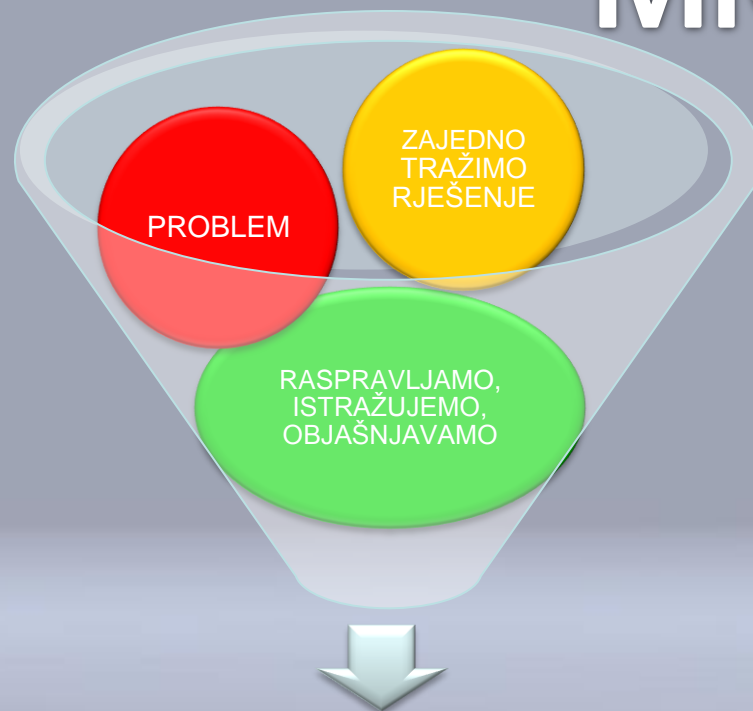 PROBLEM
ZAJEDNO
TRAŽIMO
RJEŠENJE
RASPRAVLJAMO,
ISTRAŽUJEMO,
OBJAŠNJAVAMO